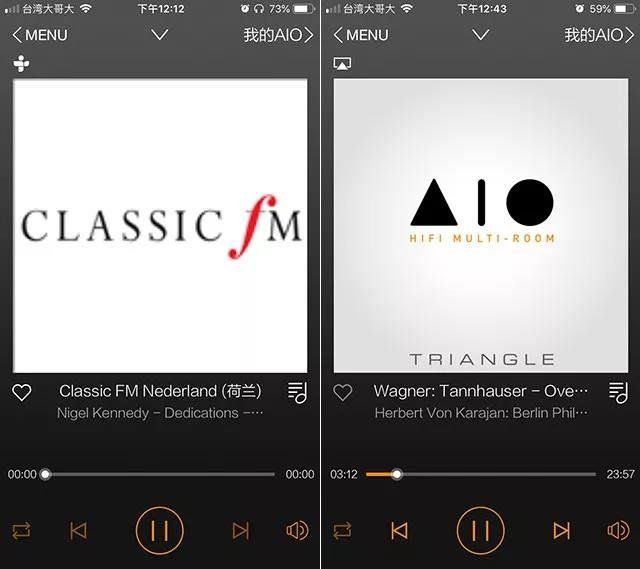 台湾大哥大 下午12:12 73%
MENU 我的AIO
CLASSIC fM
Classic FM Nederland (荷兰)
Nigel Kennedy – Dedications –···
00:00 00:00
台湾大哥大 下午12:43 59%
MENU 我的AIO
AIO
HIFI MULTI-ROOM
TRIANGLE
Wagner: Tannhauser – Ove···
Herbert Von Karajan: Berlin Phil···
03:12 23:57